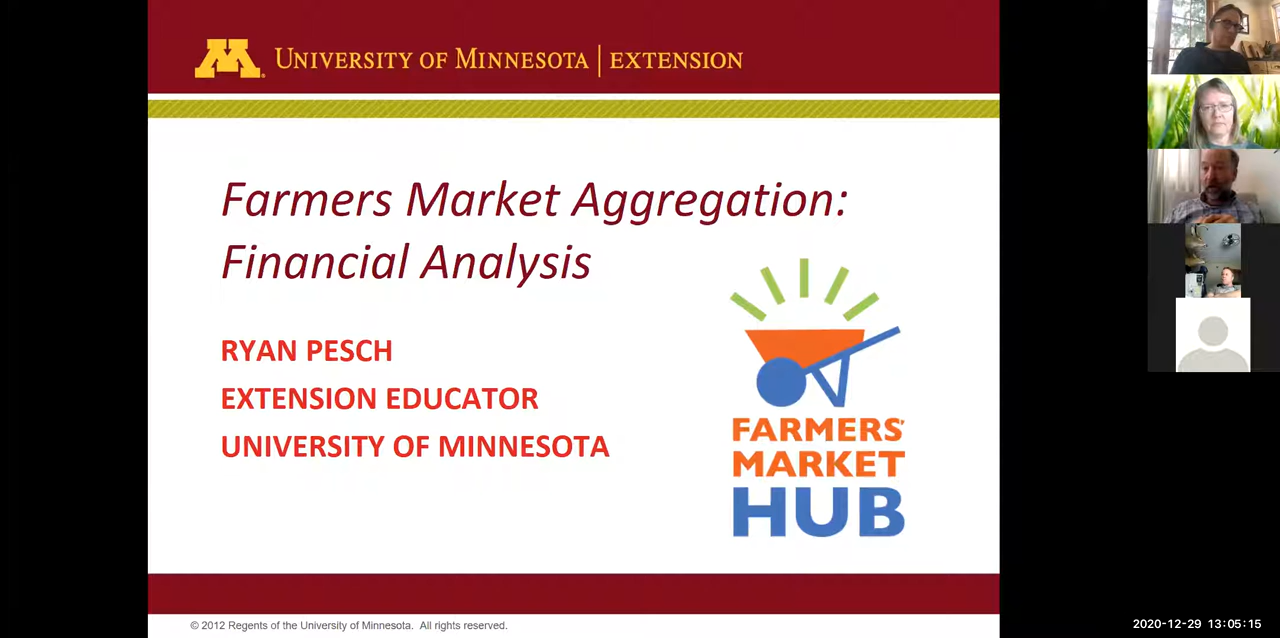 UNIVERSITY OF MINNESOTA | EXTENSION
Farmers Market Aggregation:
Financial Analysis
RYAN PESCH
EXTENSION EDUCATOR
UNIVERSITY OF MINNESOTA
FARMERS'
MARKET
HUB
© 2012 Regents of the University of Minnesota. All rights reserved.
2020-12-29 13:05:15